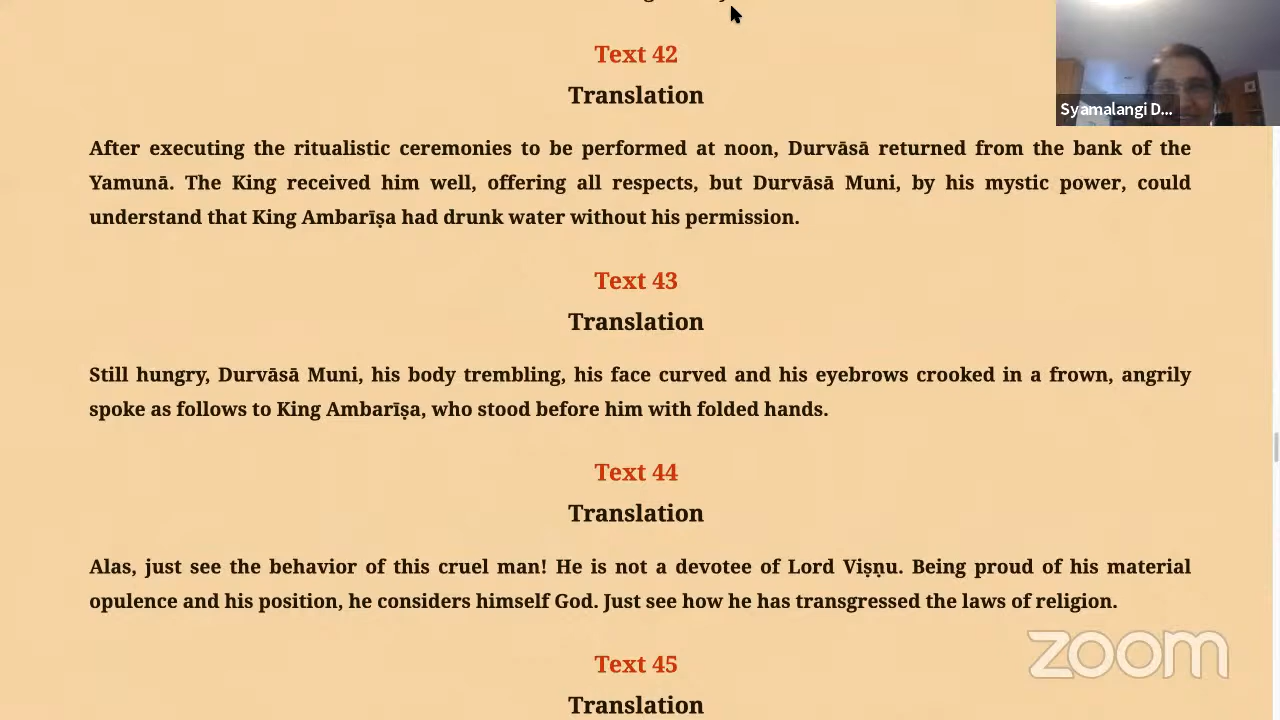 Text 42
Translation
Syamalangi D...
After executing the ritualistic ceremonies to be performed at noon, Durvāsā returned from the bank of the
Yamunā. The King received him well, offering all respects, but Durvāsā Muni, by his mystic power, could
understand that King Ambarīṣa had drunk water without his permission.
Text 43
Translation
Still hungry, Durvāsā Muni, his body trembling, his face curved and his eyebrows crooked in a frown, angrily
spoke as follows to King Ambarīṣa, who stood before him with folded hands.
Text 44
Translation
Alas, just see the behavior of this cruel man! He is not a devotee of Lord Viṣṇu. Being proud of his material
opulence and his position, he considers himself God. Just see how he has transgressed the laws of religion.
zoom
Text 45
Translation